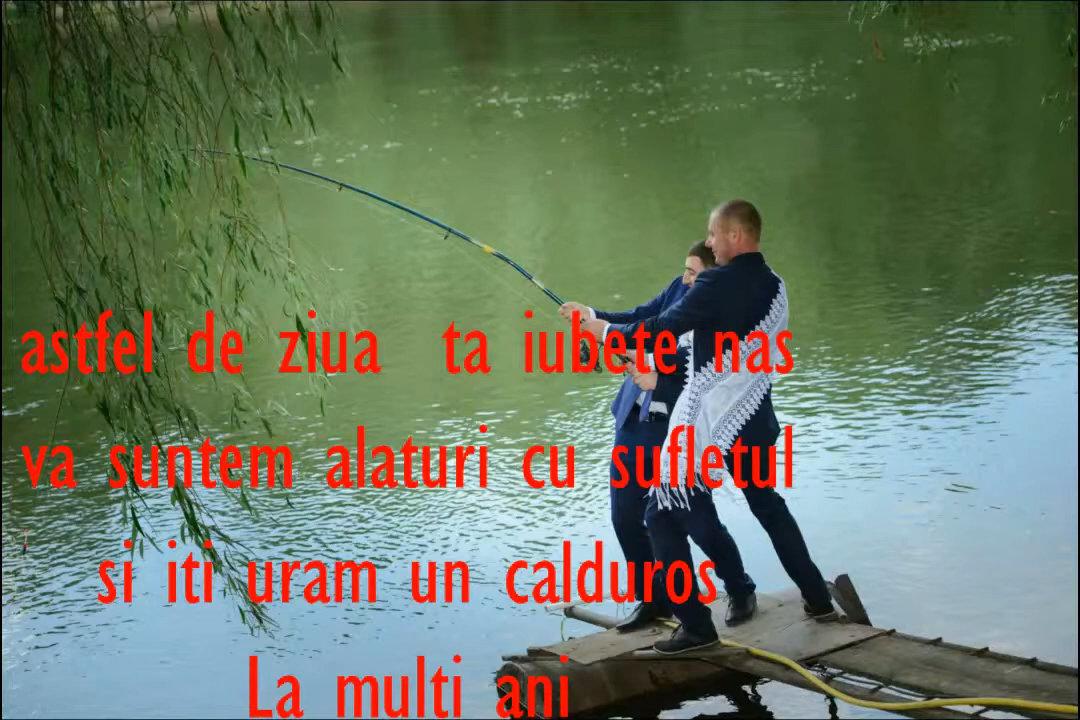 astfel de ziua ta iubete nas
va suntem alaturi cu sufletul
si iti uram un calduros
La multi ani